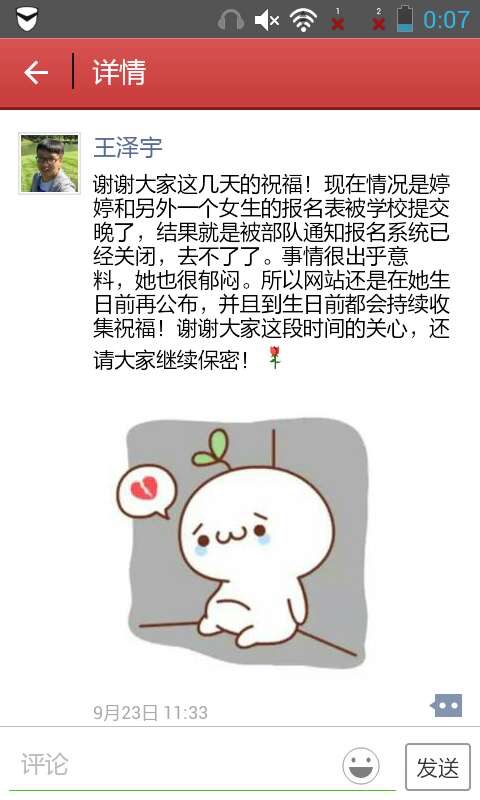 1 2 0:07
详情
王泽宇
谢谢大家这几天的祝福！现在情况是婷
婷和另外一个女生的报名表被学校提交
晚了，结果就是被部队通知报名系统已
经关闭，去不了了。事情很出乎意
料，她也很郁闷。所以网站还是在她生
日前再公布，并且到生日前都会持续收
集祝福！谢谢大家这段时间的关心，还
请大家继续保密！
9月23日 11:33
评论 发送